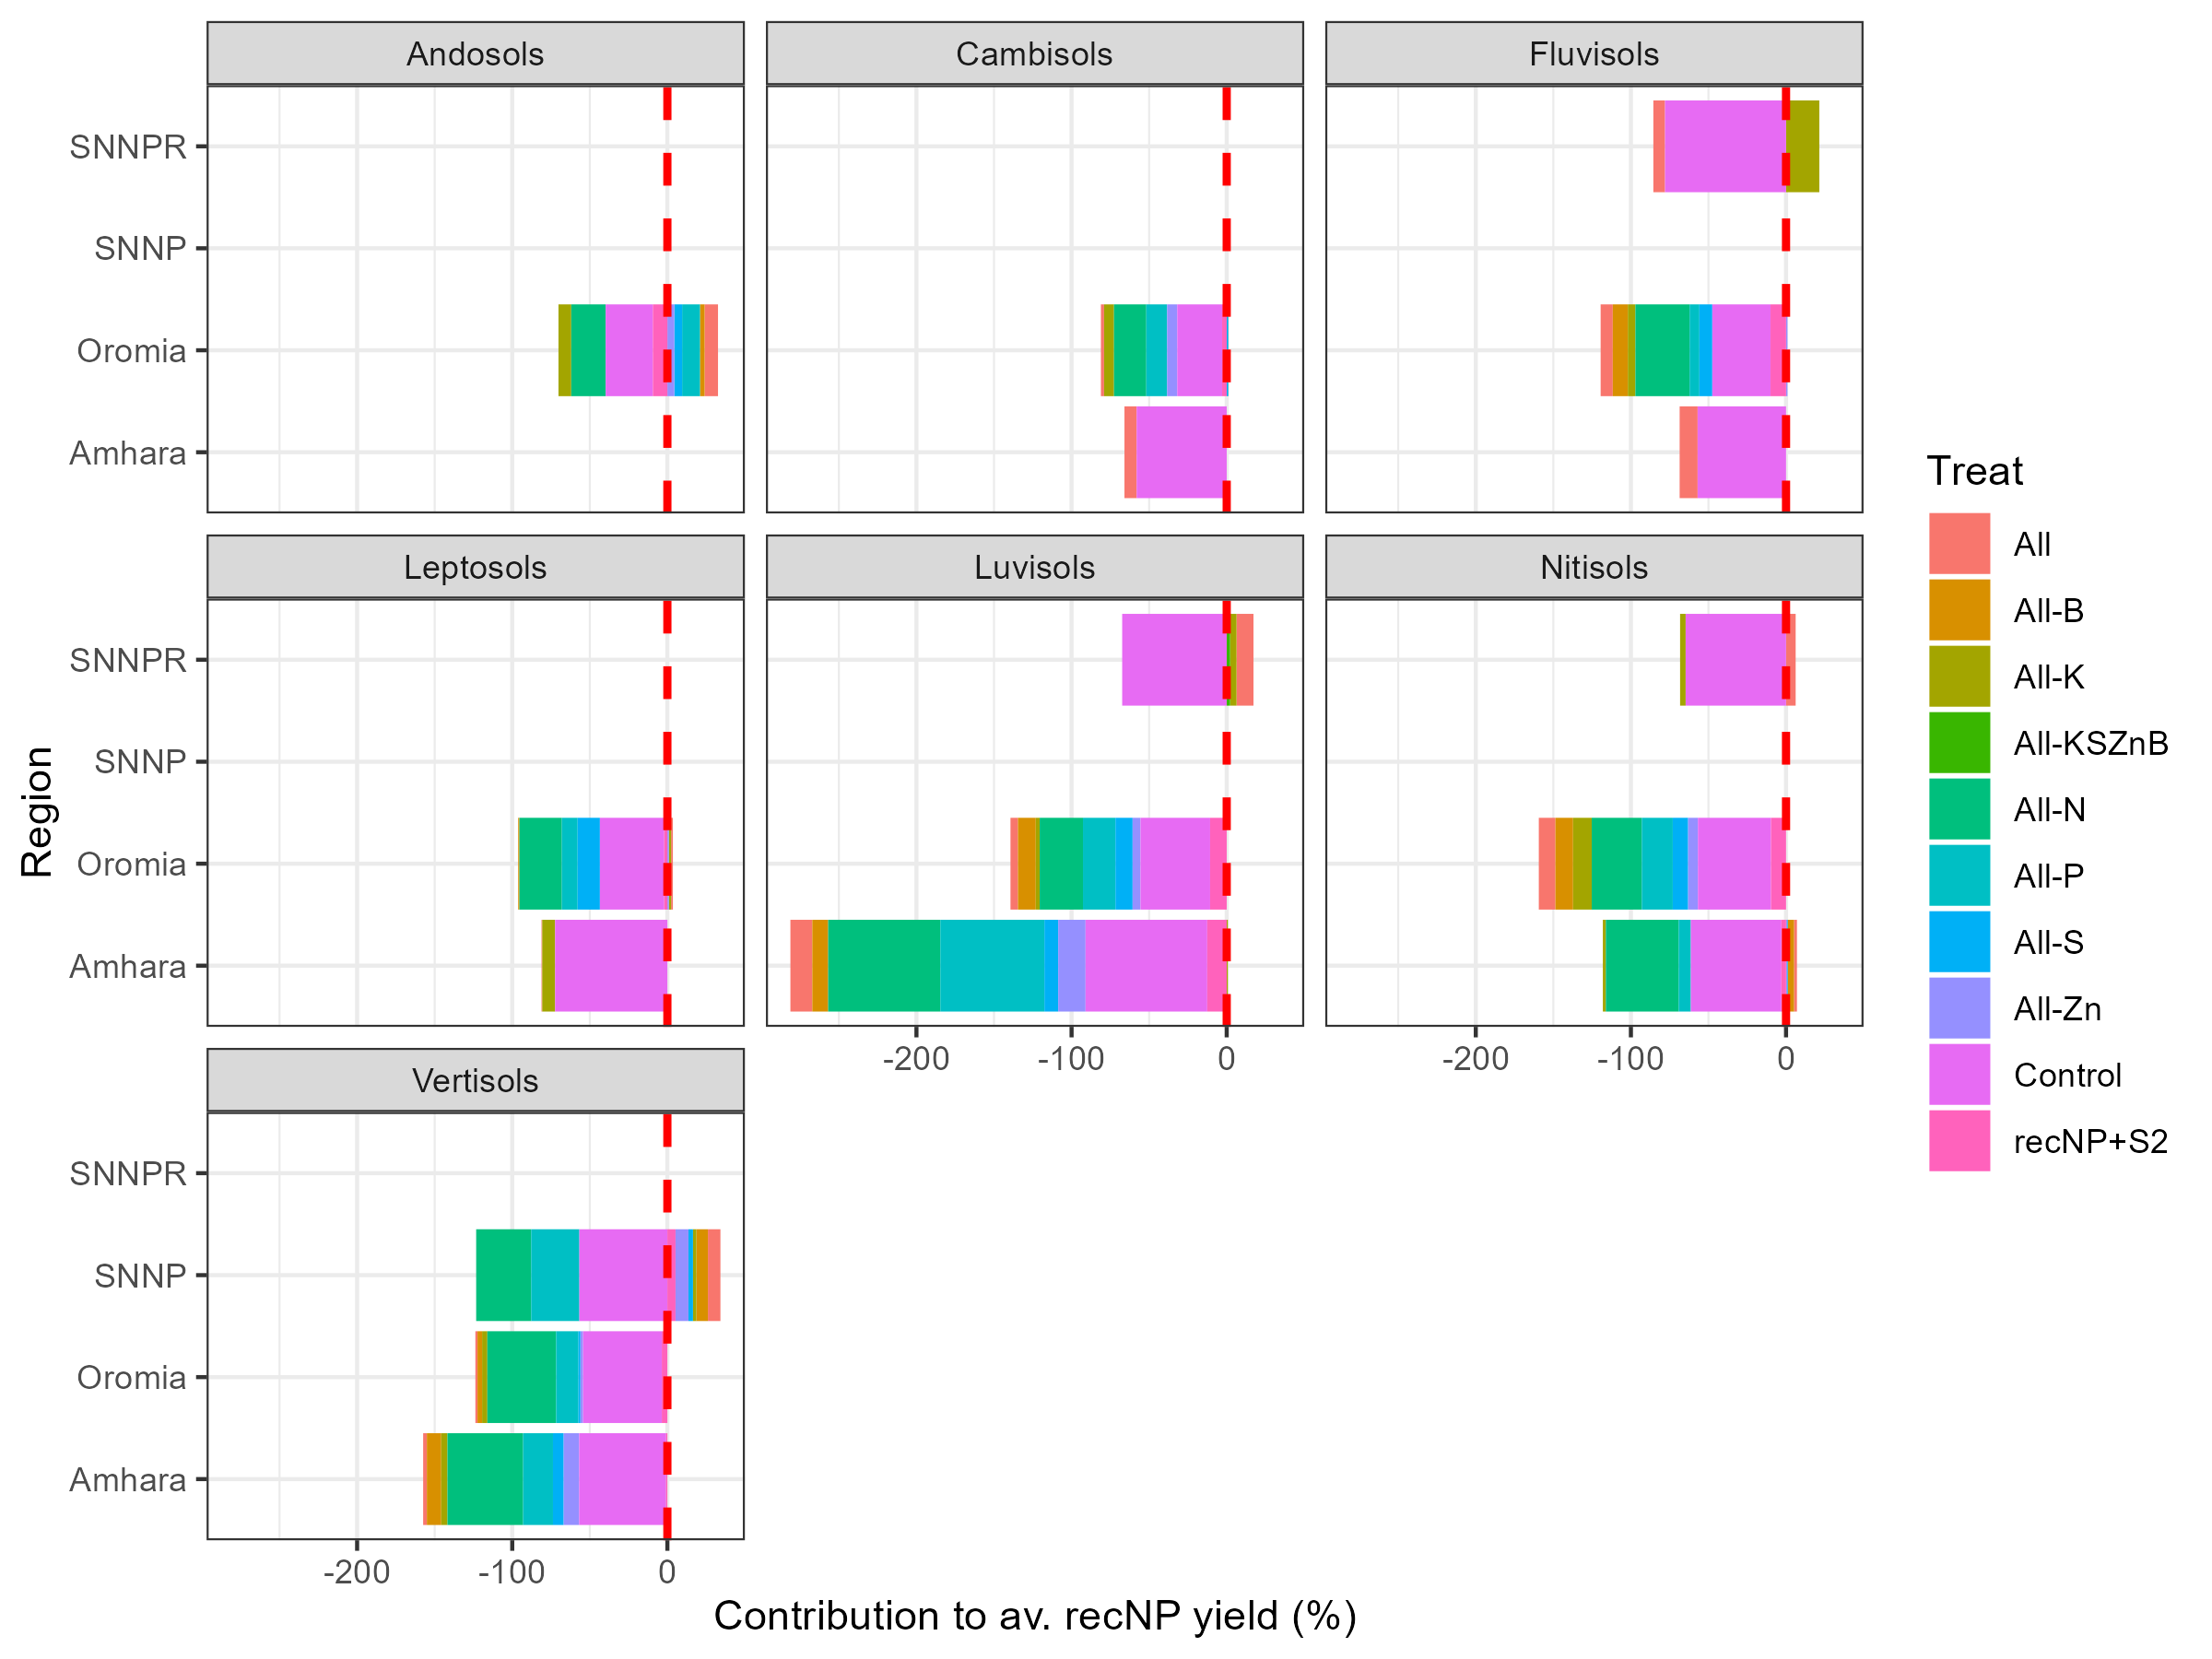 Andosols
Cambisols
Fluvisols
SNNPR
SNNP
Oromia
Amhara
Leptosols
Luvisols
Nitisols
SNNPR
SNNP
Oromia
Amhara
-200 -100 0
-200 -100 0
Vertisols
SNNPR
SNNP
Oromia
Amhara
-200 -100 0
Contribution to av. recNP yield (%)
Region
Treat
All
All-B
All-K
All-KSZnB
All-N
All-P
All-S
All-Zn
Control
recNP+S2